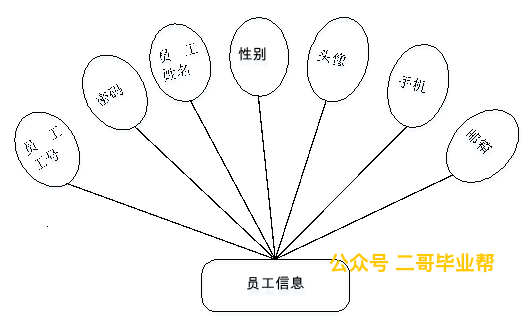 员 工
工号
密码
员 工
姓名
性别
头像
手机
邮箱
公众号 二哥毕业帮
员工信息